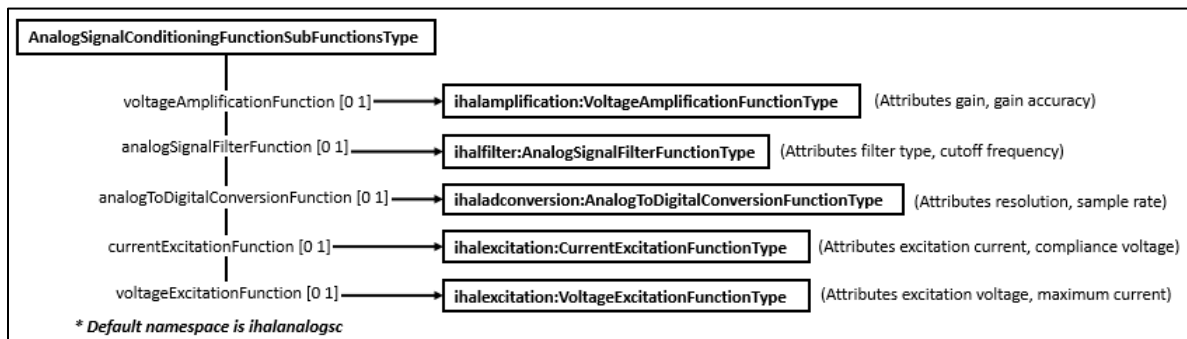 AnalogSignalConditioningFunctionSubFunctionsType
voltageAmplificationFunction [0 1] ihalamplification:VoltageAmplificationFunctionType (Attributes gain, gain accuracy)
analogSignalFilterFunction [0 1] ihalfilter:AnalogSignalFilterFunctionType (Attributes filter type, cutoff frequency)
analogToDigitalConversionFunction [0 1] ihaladconversion:AnalogToDigitalConversionFunctionType (Attributes resolution, sample rate)
currentExcitationFunction [0 1] ihalexcitation:CurrentExcitationFunctionType (Attributes excitation current, compliance voltage)
voltageExcitationFunction [0 1] ihalexcitation:VoltageExcitationFunctionType (Attributes excitation voltage, maximum current)
* Default namespace is ihalanalogsc